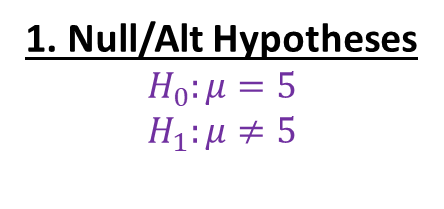 1. Null/Alt Hypotheses
H₀: μ = 5
H₁: μ ≠ 5